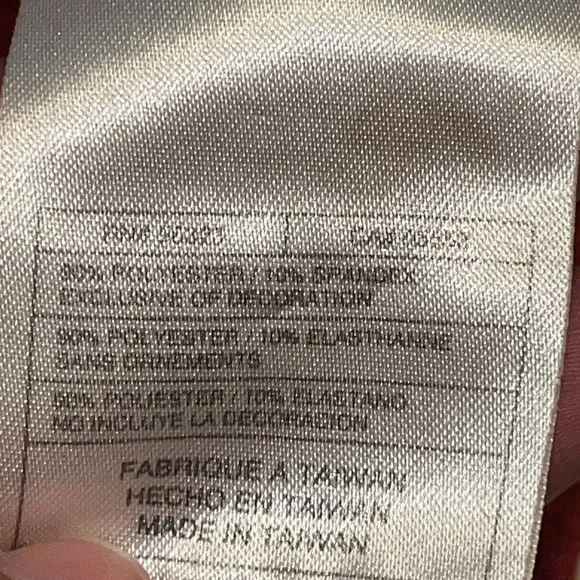 90% POLYESTER / 10% SPANDEX
EXCLUSIVE OF DECORATION
90% POLYESTER / 10% ELASTHANNE
SANS ORNEMENTS
90% POLIESTER / 10% ELASTANO
NO INCLUYE LA DECORACION
FABRIQUE A TAIWAN
HECHO EN TAIWAN
MADE IN TAIWAN